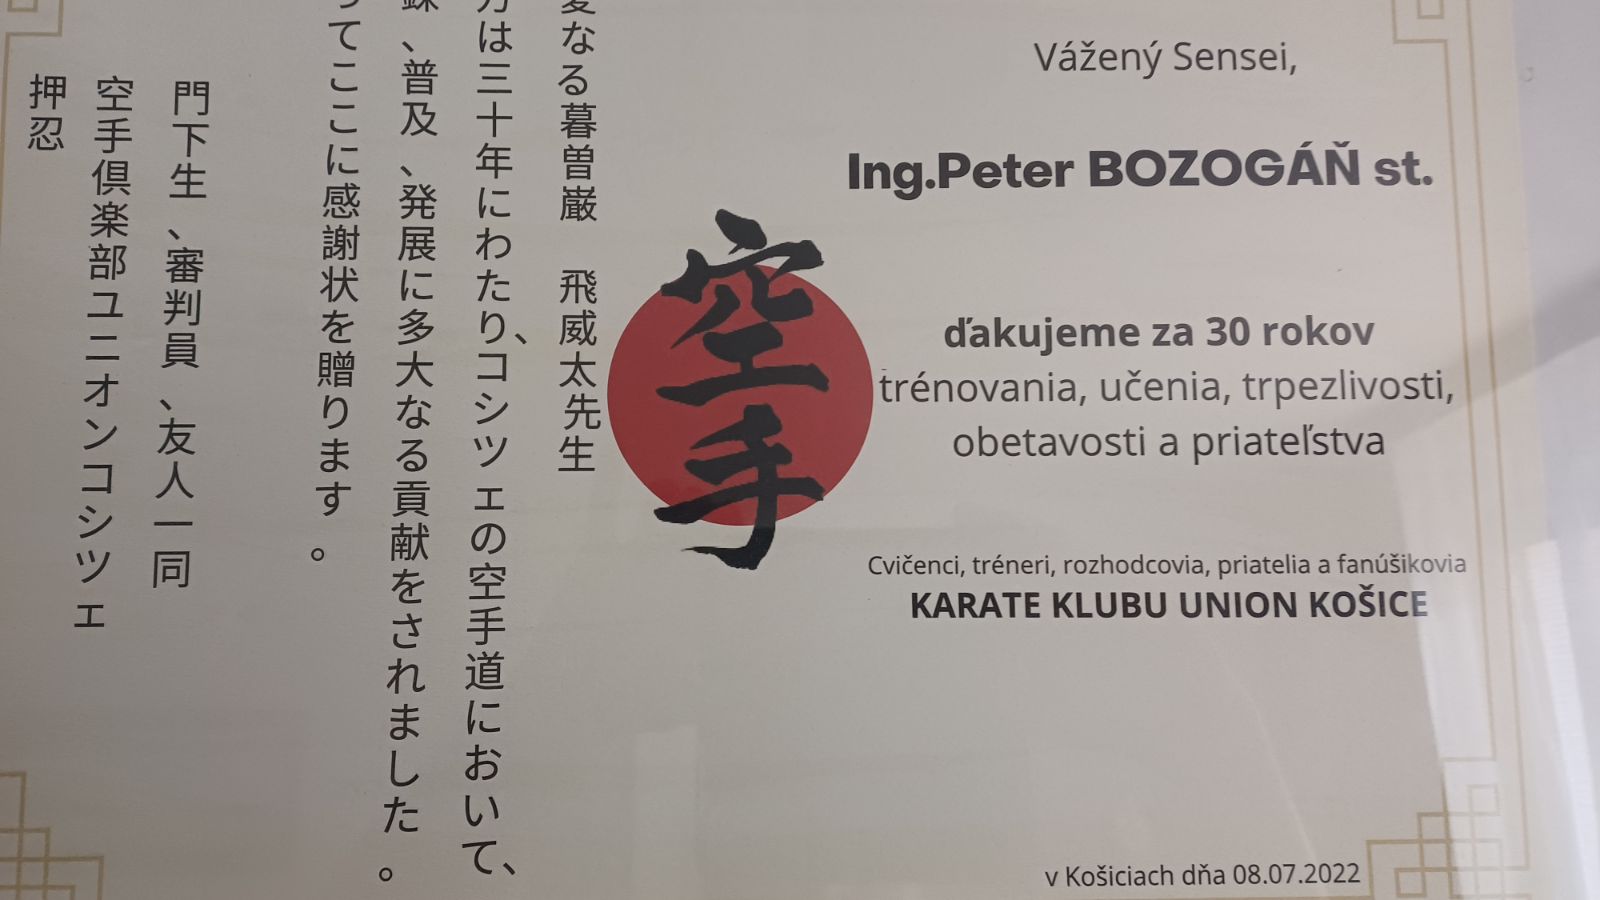 変なる暮曽巌　飛威太先生
は三十年にわたり、コシツェの空手道において、
、普及、発展に多大なる貢献をされました。
てここに感謝状を贈ります。
門下生、審判員、友人一同
空手倶楽部ユニオンコシツェ
押忍
空手
Vážený Sensei,
Ing.Peter BOZOGÁŇ st.
ďakujeme za 30 rokov
trénovania, učenia, trpezlivosti,
obetavosti a priateľstva
Cvičenci, tréneri, rozhodcovia, priatelia a fanúšikovia
KARATE KLUBU UNION KOŠICE
v Košiciach dňa 08.07.2022